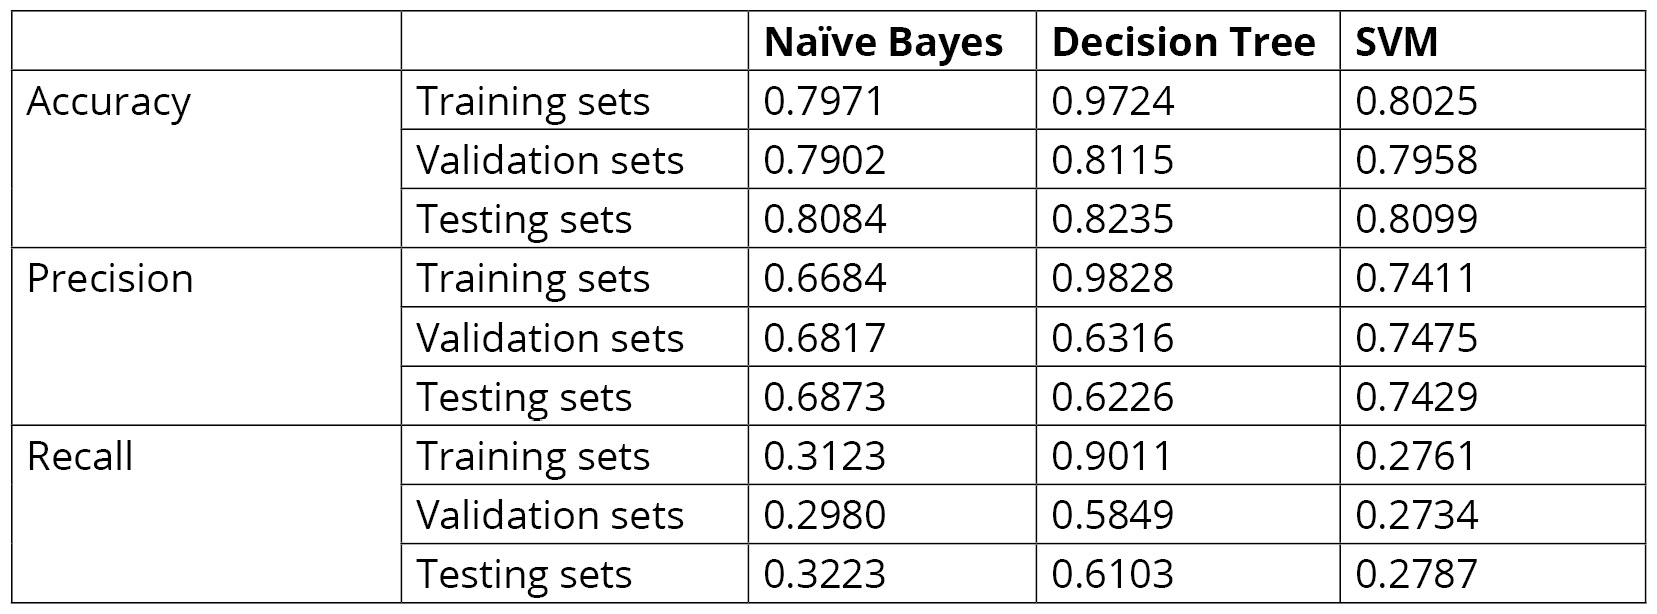 Naïve Bayes Decision Tree SVM
Accuracy Training sets 0.7971 0.9724 0.8025
Validation sets 0.7902 0.8115 0.7958
Testing sets 0.8084 0.8235 0.8099
Precision Training sets 0.6684 0.9828 0.7411
Validation sets 0.6817 0.6316 0.7475
Testing sets 0.6873 0.6226 0.7429
Recall Training sets 0.3123 0.9011 0.2761
Validation sets 0.2980 0.5849 0.2734
Testing sets 0.3223 0.6103 0.2787